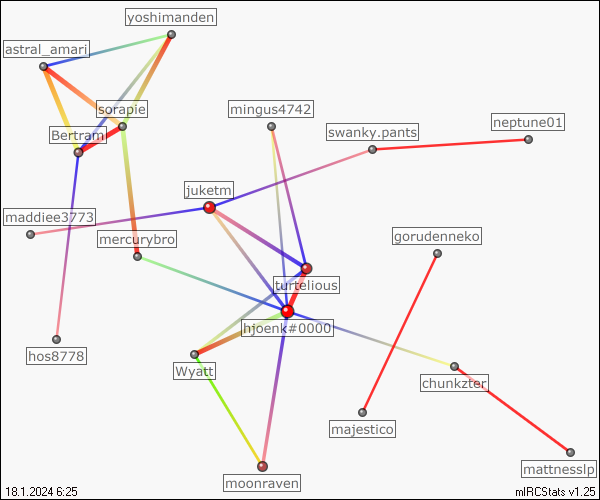 yoshimanden
astral_amari
sorapie
mingus4742
neptune01
Bertram
swanky.pants
juketm
maddiee3773
mercurybro
gorudenneko
turtelious
hjoenk#0000
hos8778
Wyatt
chunkzter
majestico
mattnesslp
moonraven
18.1.2024 6:25
mIRCStats v1.25